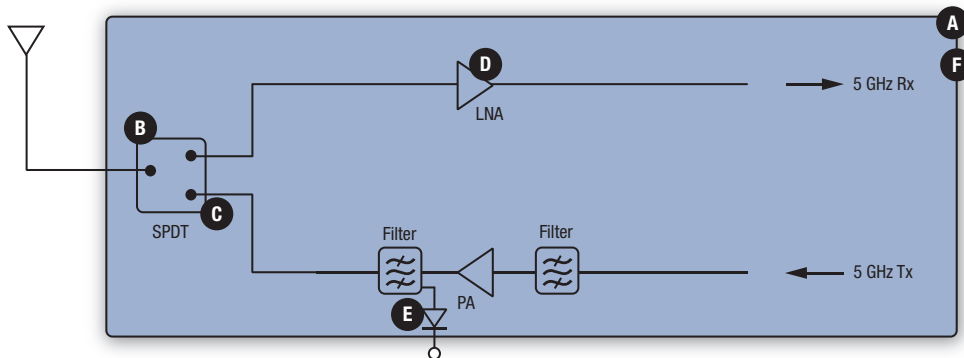 A
F
D
5 GHz Rx
LNA
B
C
SPDT
Filter
Filter
5 GHz Tx
PA
E